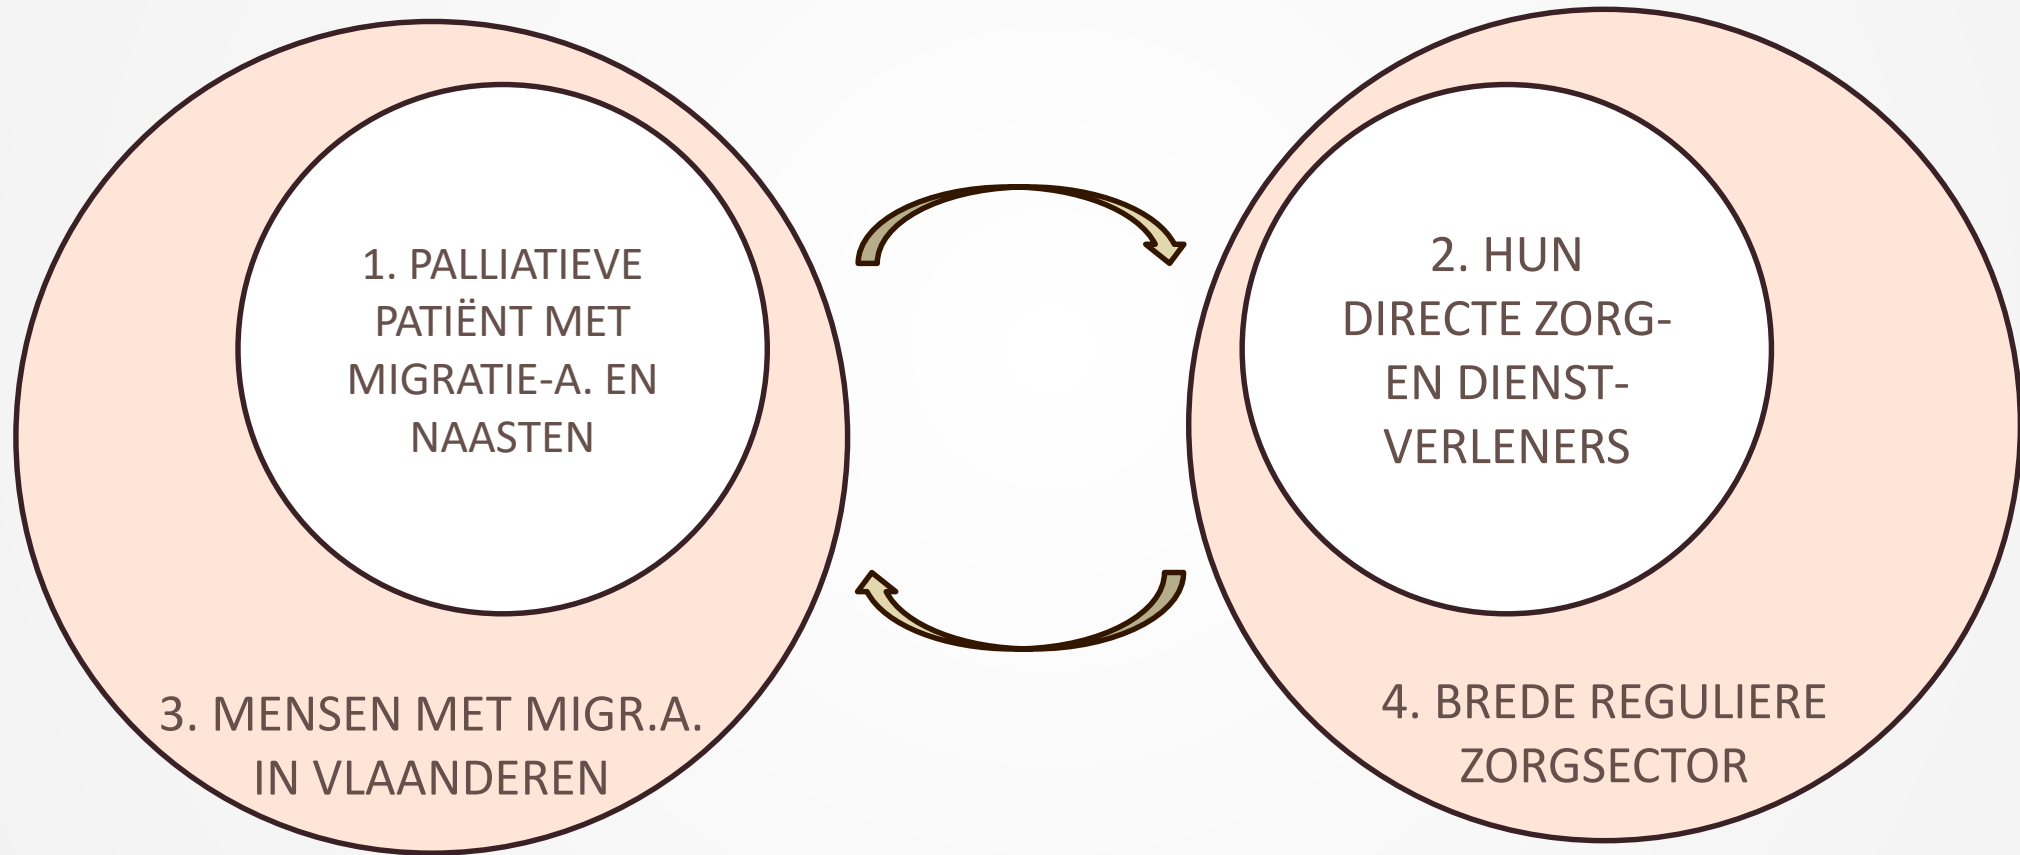 1. PALLIATIEVE
PATIËNT MET
MIGRATIE-A. EN
NAASTEN
2. HUN
DIRECTE ZORG-
EN DIENST-
VERLENERS
3. MENSEN MET MIGR.A.
IN VLAANDEREN
4. BREDE REGULIERE
ZORGSECTOR